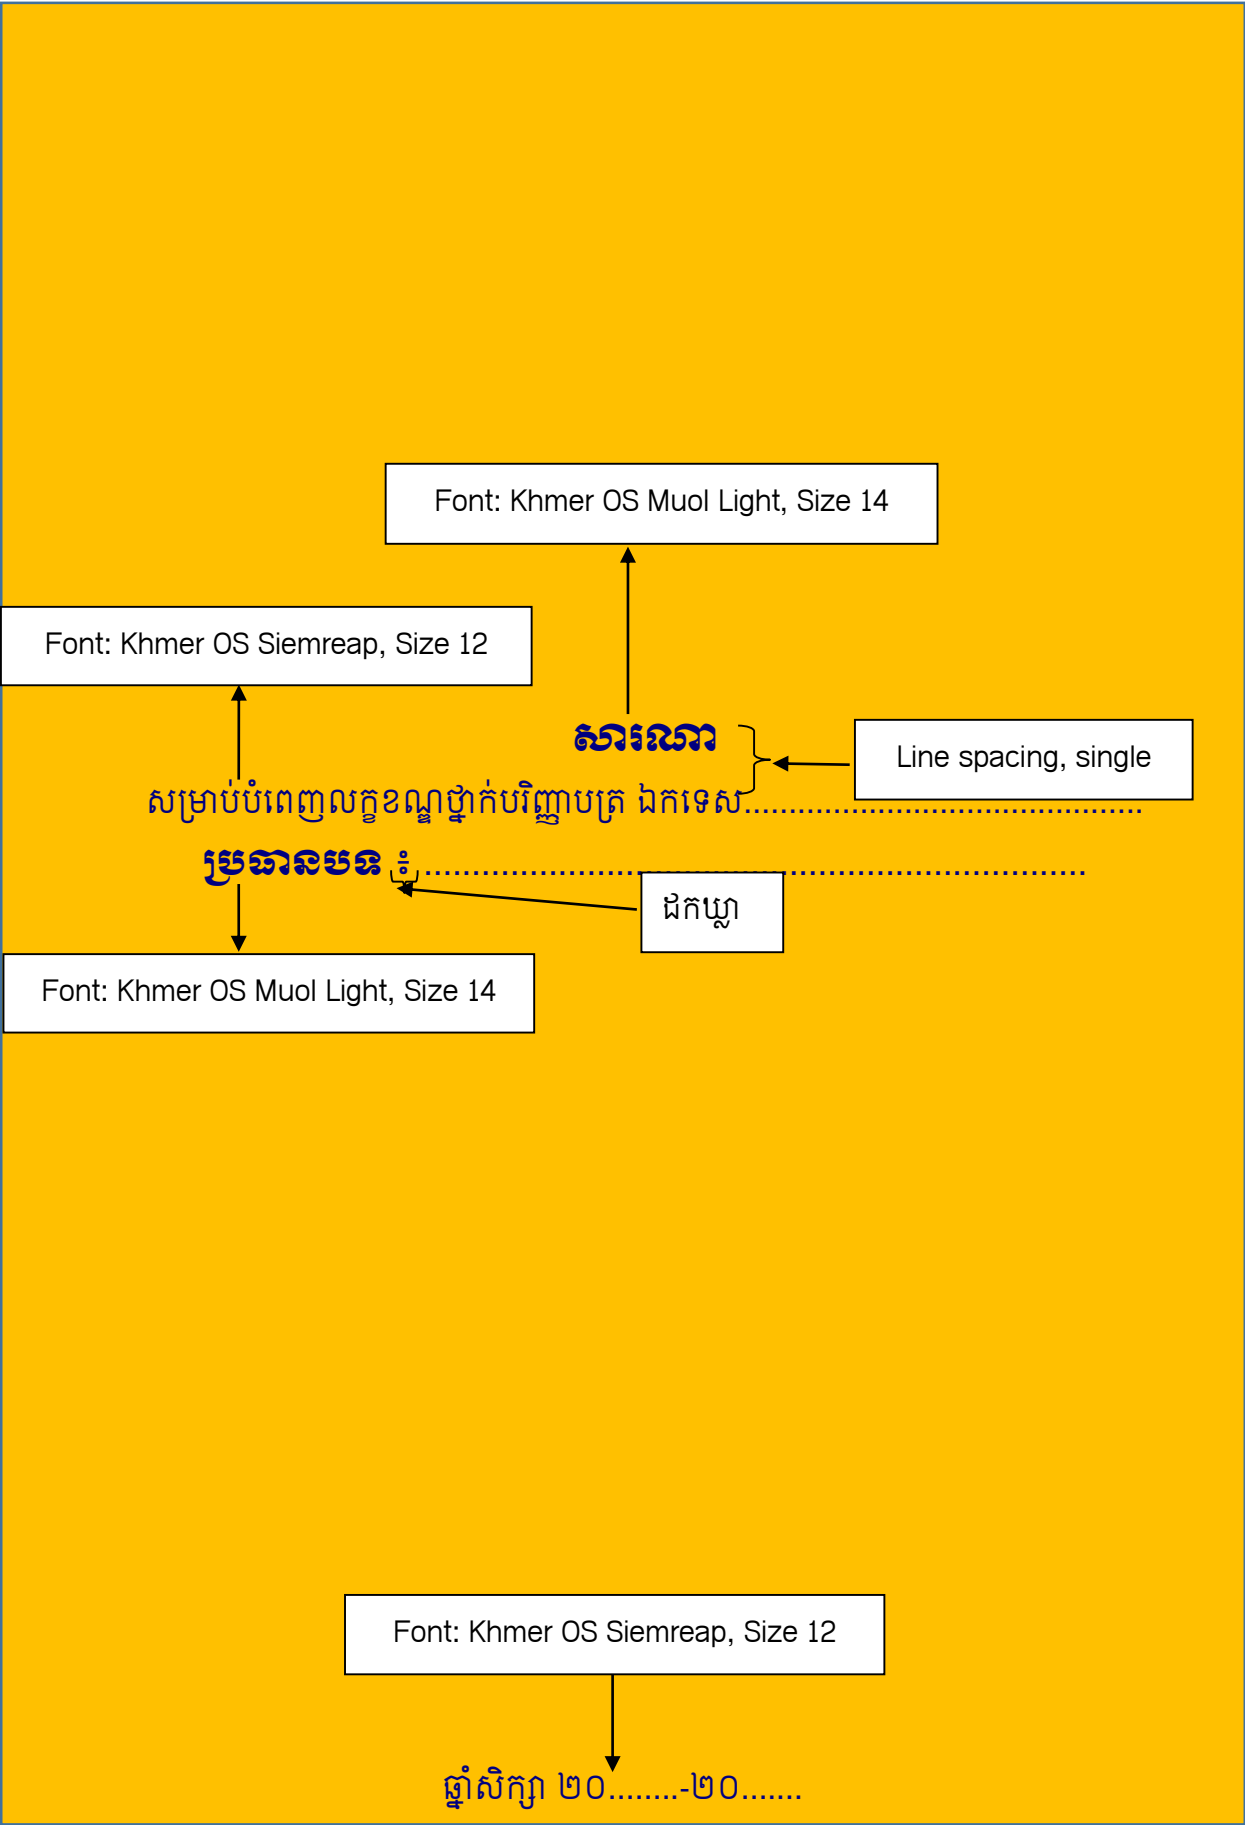 Font: Khmer OS Muol Light, Size 14
Font: Khmer OS Siemreap, Size 12
សារណា
Line spacing, single
សម្រាប់បំពេញលក្ខខណ្ឌថ្នាក់បរិញ្ញាបត្រ ឯកទេស.............................................
ប្រធានបទ ៖ ......................................................................
ដកឃ្លា
Font: Khmer OS Muol Light, Size 14
Font: Khmer OS Siemreap, Size 12
ឆ្នាំសិក្សា ២០........-២០.......